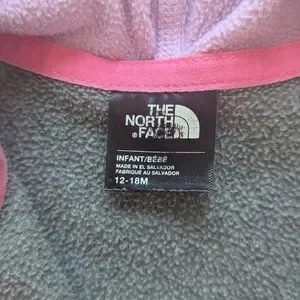 THE
NORTH
FACE
INFANT/BÉBÉ
MADE IN EL SALVADOR
FABRIQUÉ AU SALVADOR
12-18M